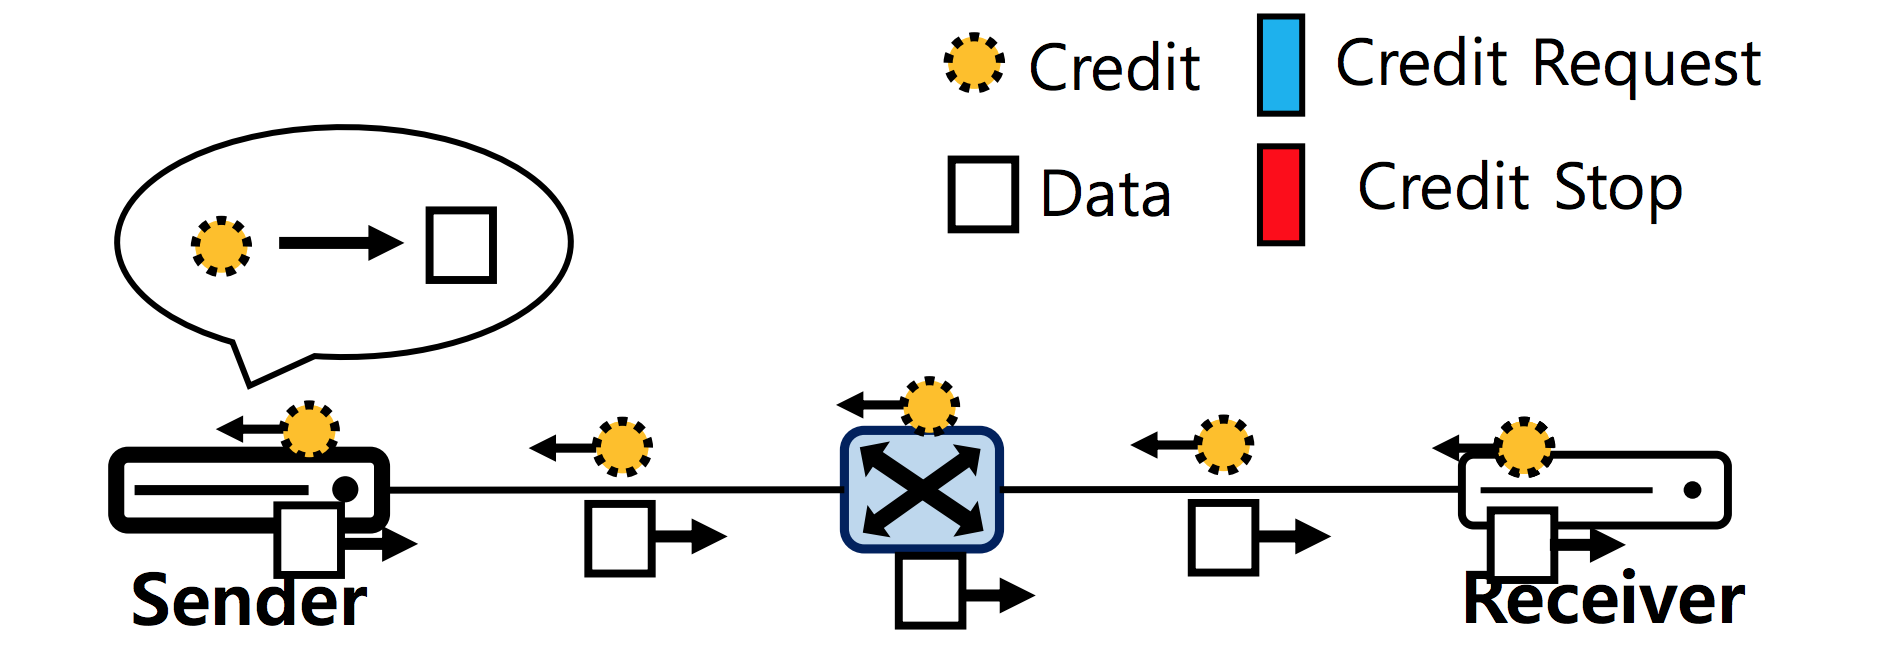 Credit
Credit Request
Data
Credit Stop
Sender
Receiver